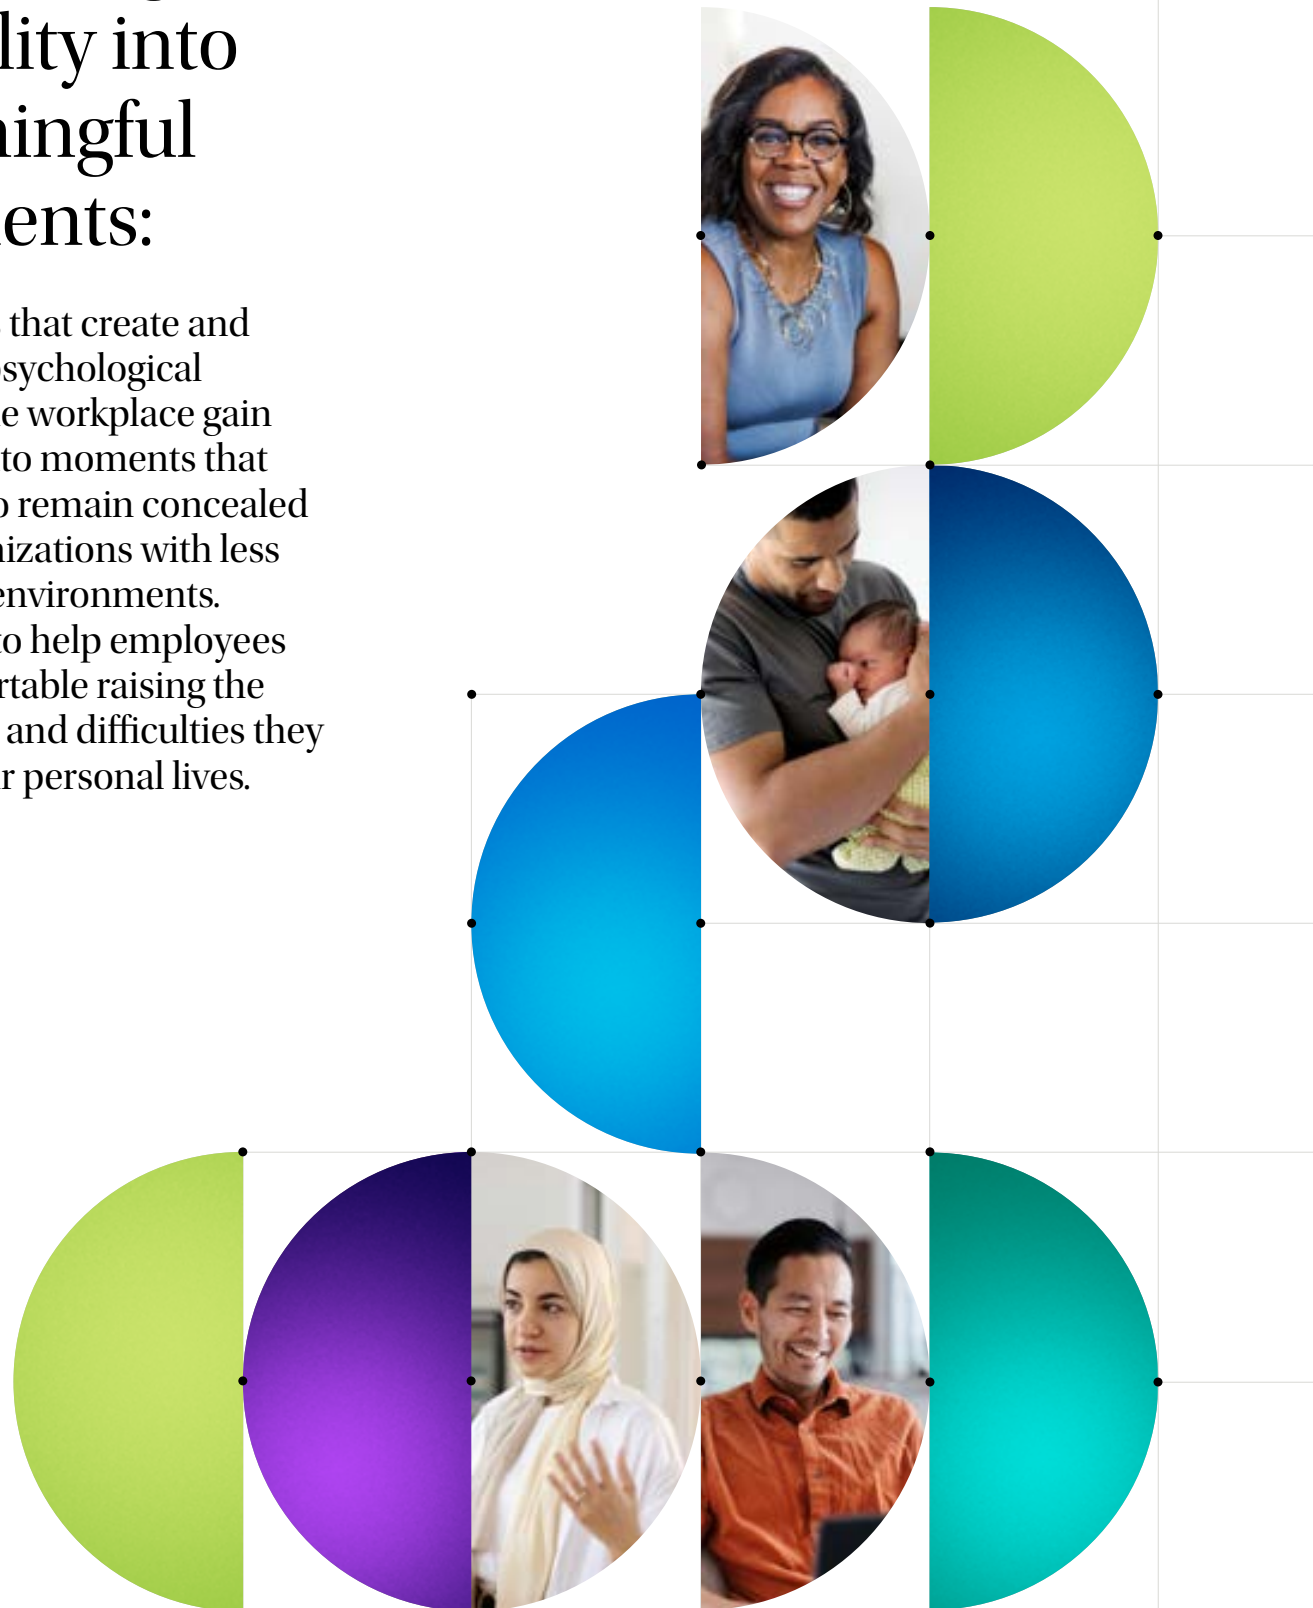 lity into
ningful
ents:
that create and
psychological
e workplace gain
to moments that
o remain concealed
nizations with less
environments.
to help employees
rtable raising the
and difficulties they
r personal lives.